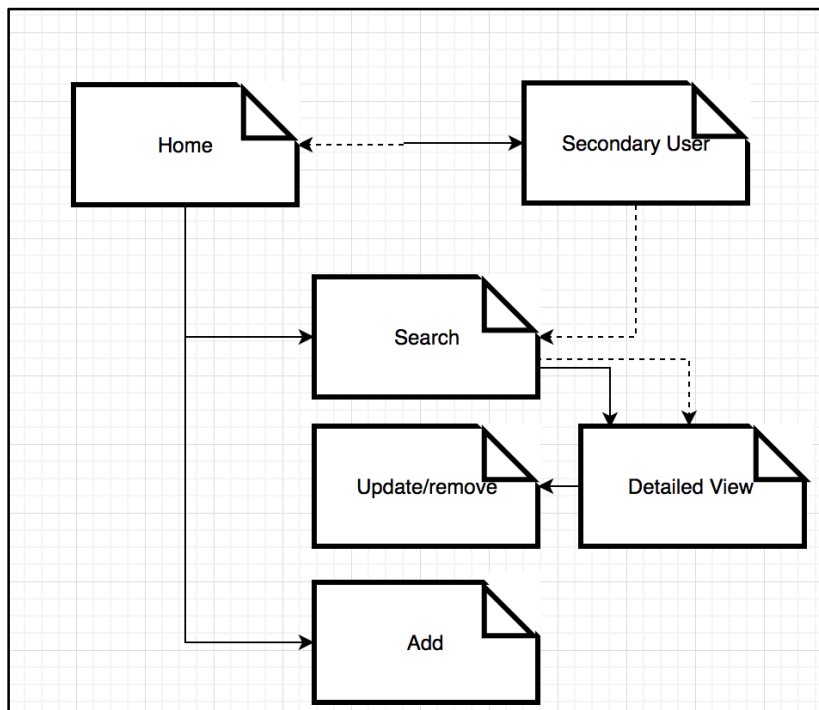 Home
Secondary User
Search
Update/remove
Detailed View
Add